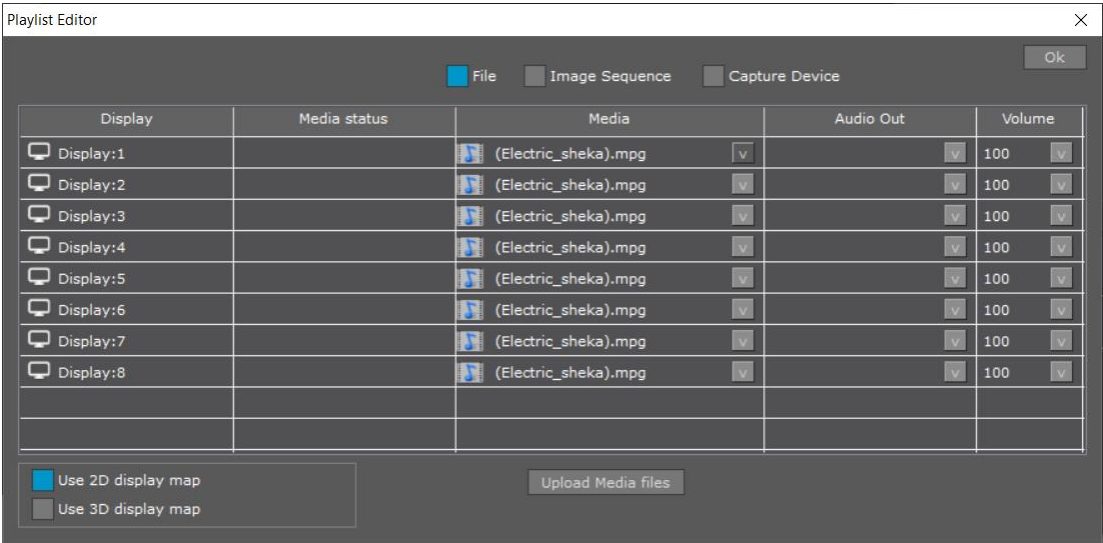 Playlist Editor
Ok
File Image Sequence Capture Device
Display Media status Media Audio Out Volume
Display:1 (Electric_sheka).mpg v v 100 v
Display:2 (Electric_sheka).mpg v v 100 v
Display:3 (Electric_sheka).mpg v v 100 v
Display:4 (Electric_sheka).mpg v v 100 v
Display:5 (Electric_sheka).mpg v v 100 v
Display:6 (Electric_sheka).mpg v v 100 v
Display:7 (Electric_sheka).mpg v v 100 v
Display:8 (Electric_sheka).mpg v v 100 v
Use 2D display map Upload Media files
Use 3D display map